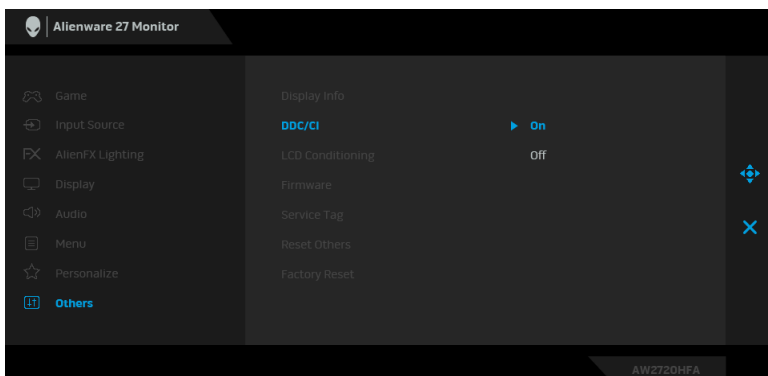 Alienware 27 Monitor
Game
Input Source
AlienFX Lighting
Display
Audio
Menu
Personalize
Others
Display Info
DDC/CI
On
LCD Conditioning
Off
Firmware
Service Tag
Reset Others
Factory Reset
AW2720HFA